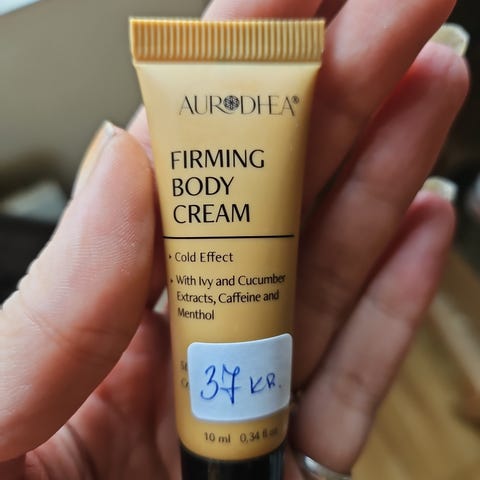 AURODHEA®
FIRMING
BODY
CREAM
Cold Effect
With Ivy and Cucumber
Extracts, Caffeine and
Menthol
37 KR.
10 ml 0,34 fl oz